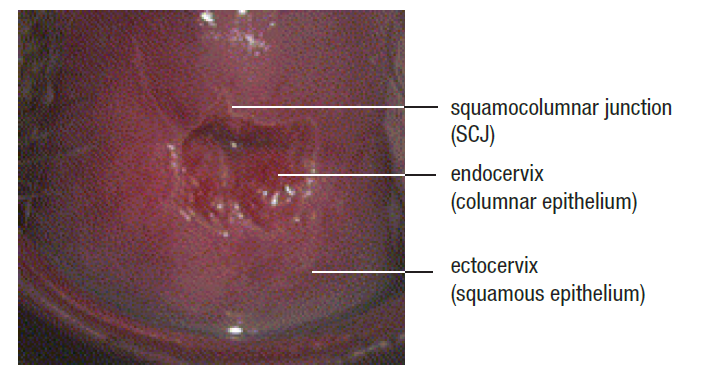 squamocolumnar junction
(SCJ)
endocervix
(columnar epithelium)
ectocervix
(squamous epithelium)